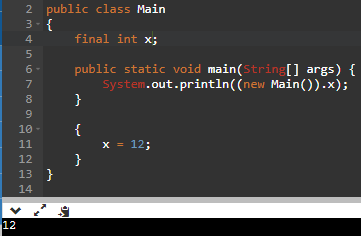 2 public class Main
3 {
4     final int x;
5
6     public static void main(String[] args) {
7         System.out.println((new Main()).x);
8     }
9
10     {
11         x = 12;
12     }
13 }
14
12